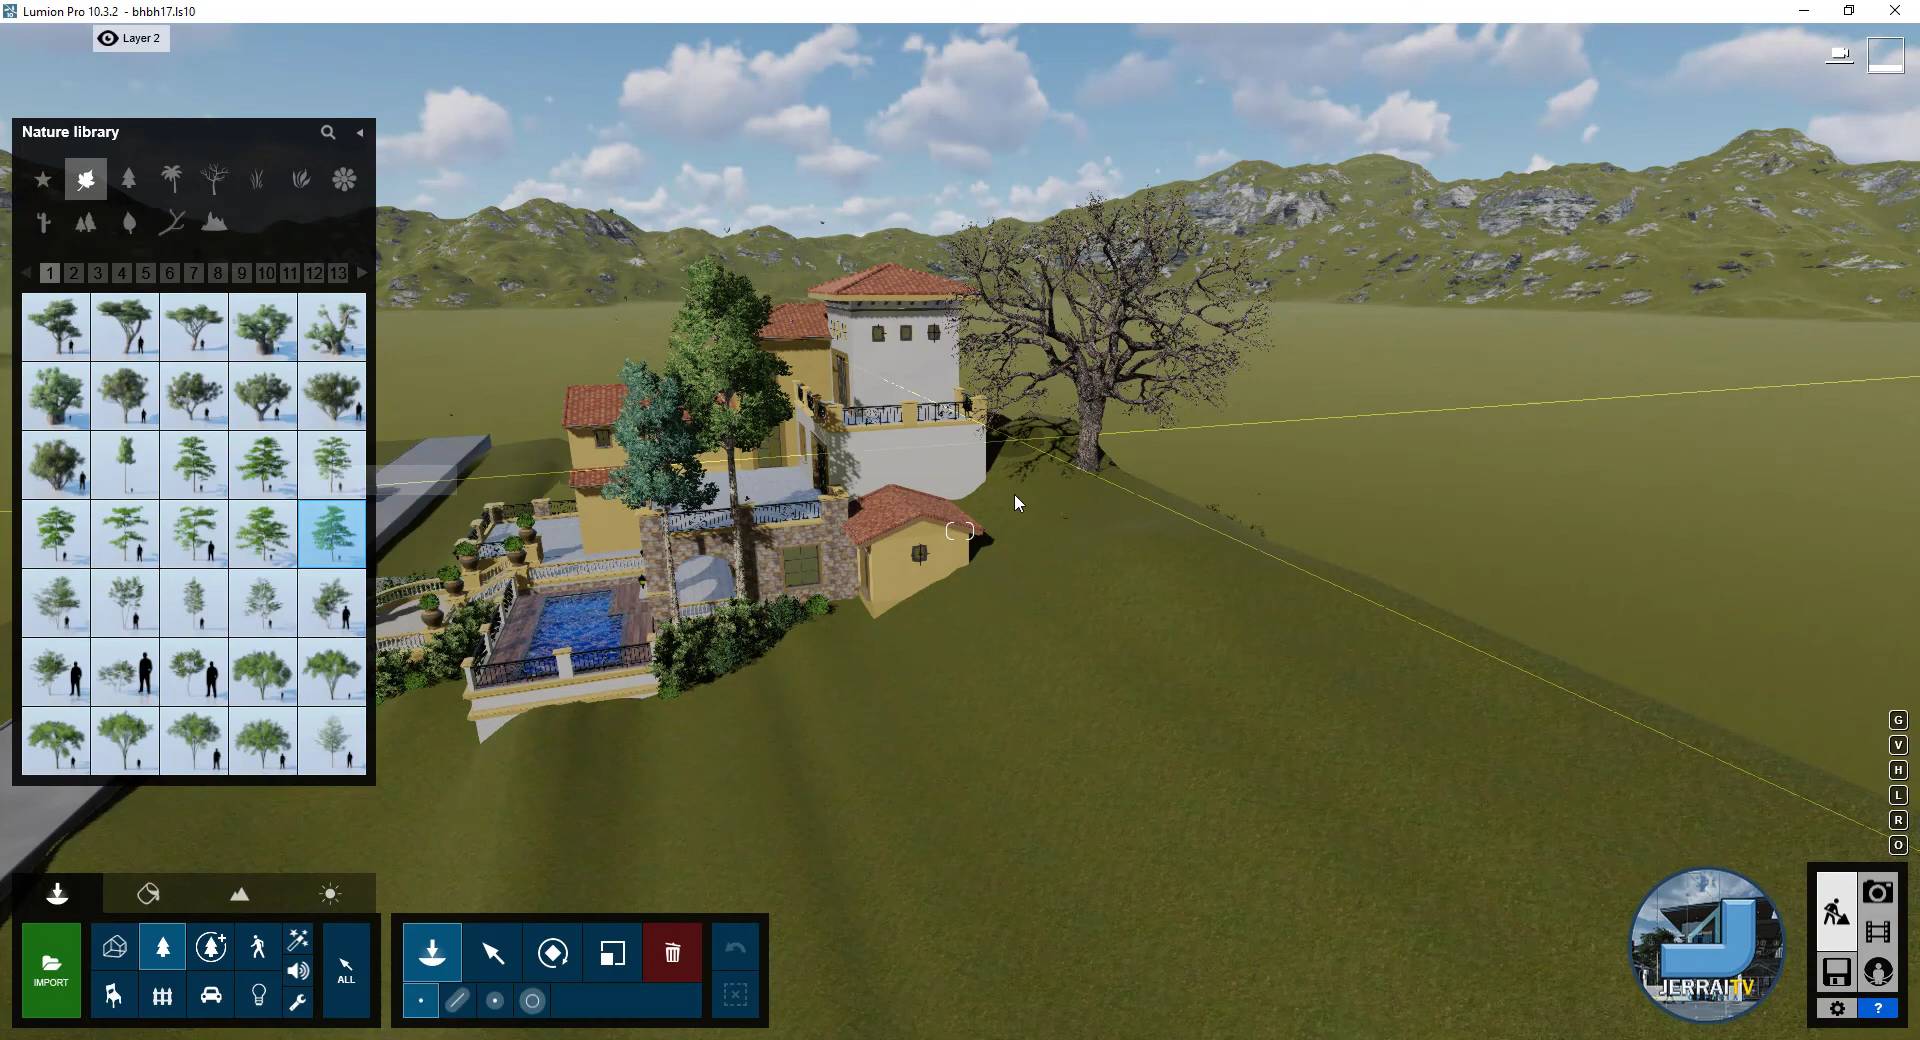 Lumion Pro 10.3.2 - bhbh17.ls10
Layer 2
Nature library
1 2 3 4 5 6 7 8 9 10 11 12 13
G
V
H
L
R
O
IMPORT
ALL
JERRAITV
?